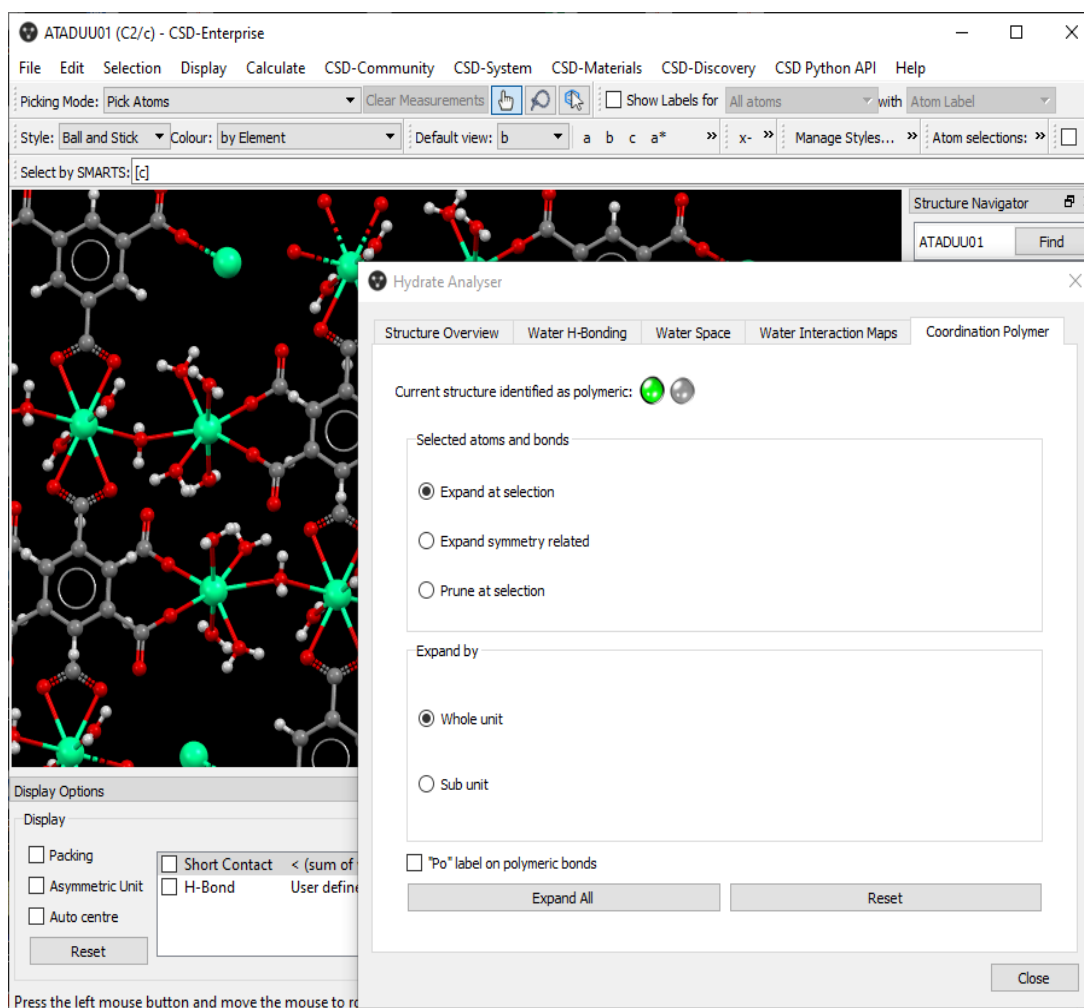 ATADUU01 (C2/c) - CSD-Enterprise
File Edit Selection Display Calculate CSD-Community CSD-System CSD-Materials CSD-Discovery CSD Python API Help
Picking Mode: Pick Atoms Clear Measurements Show Labels for All atoms with Atom Label
Style: Ball and Stick Colour: by Element Default view: b a b c a* » x- » Manage Styles... » Atom selections: »
Select by SMARTS: [c]
Structure Navigator
ATADUU01 Find
Hydrate Analyser
Structure Overview Water H-Bonding Water Space Water Interaction Maps Coordination Polymer
Current structure identified as polymeric:
Selected atoms and bonds
Expand at selection
Expand symmetry related
Prune at selection
Expand by
Whole unit
Sub unit
"Po" label on polymeric bonds
Expand All Reset
Close
Display Options
Display
Packing
Short Contact < (sum of
Asymmetric Unit
H-Bond User define
Auto centre
Reset
Press the left mouse button and move the mouse to ro